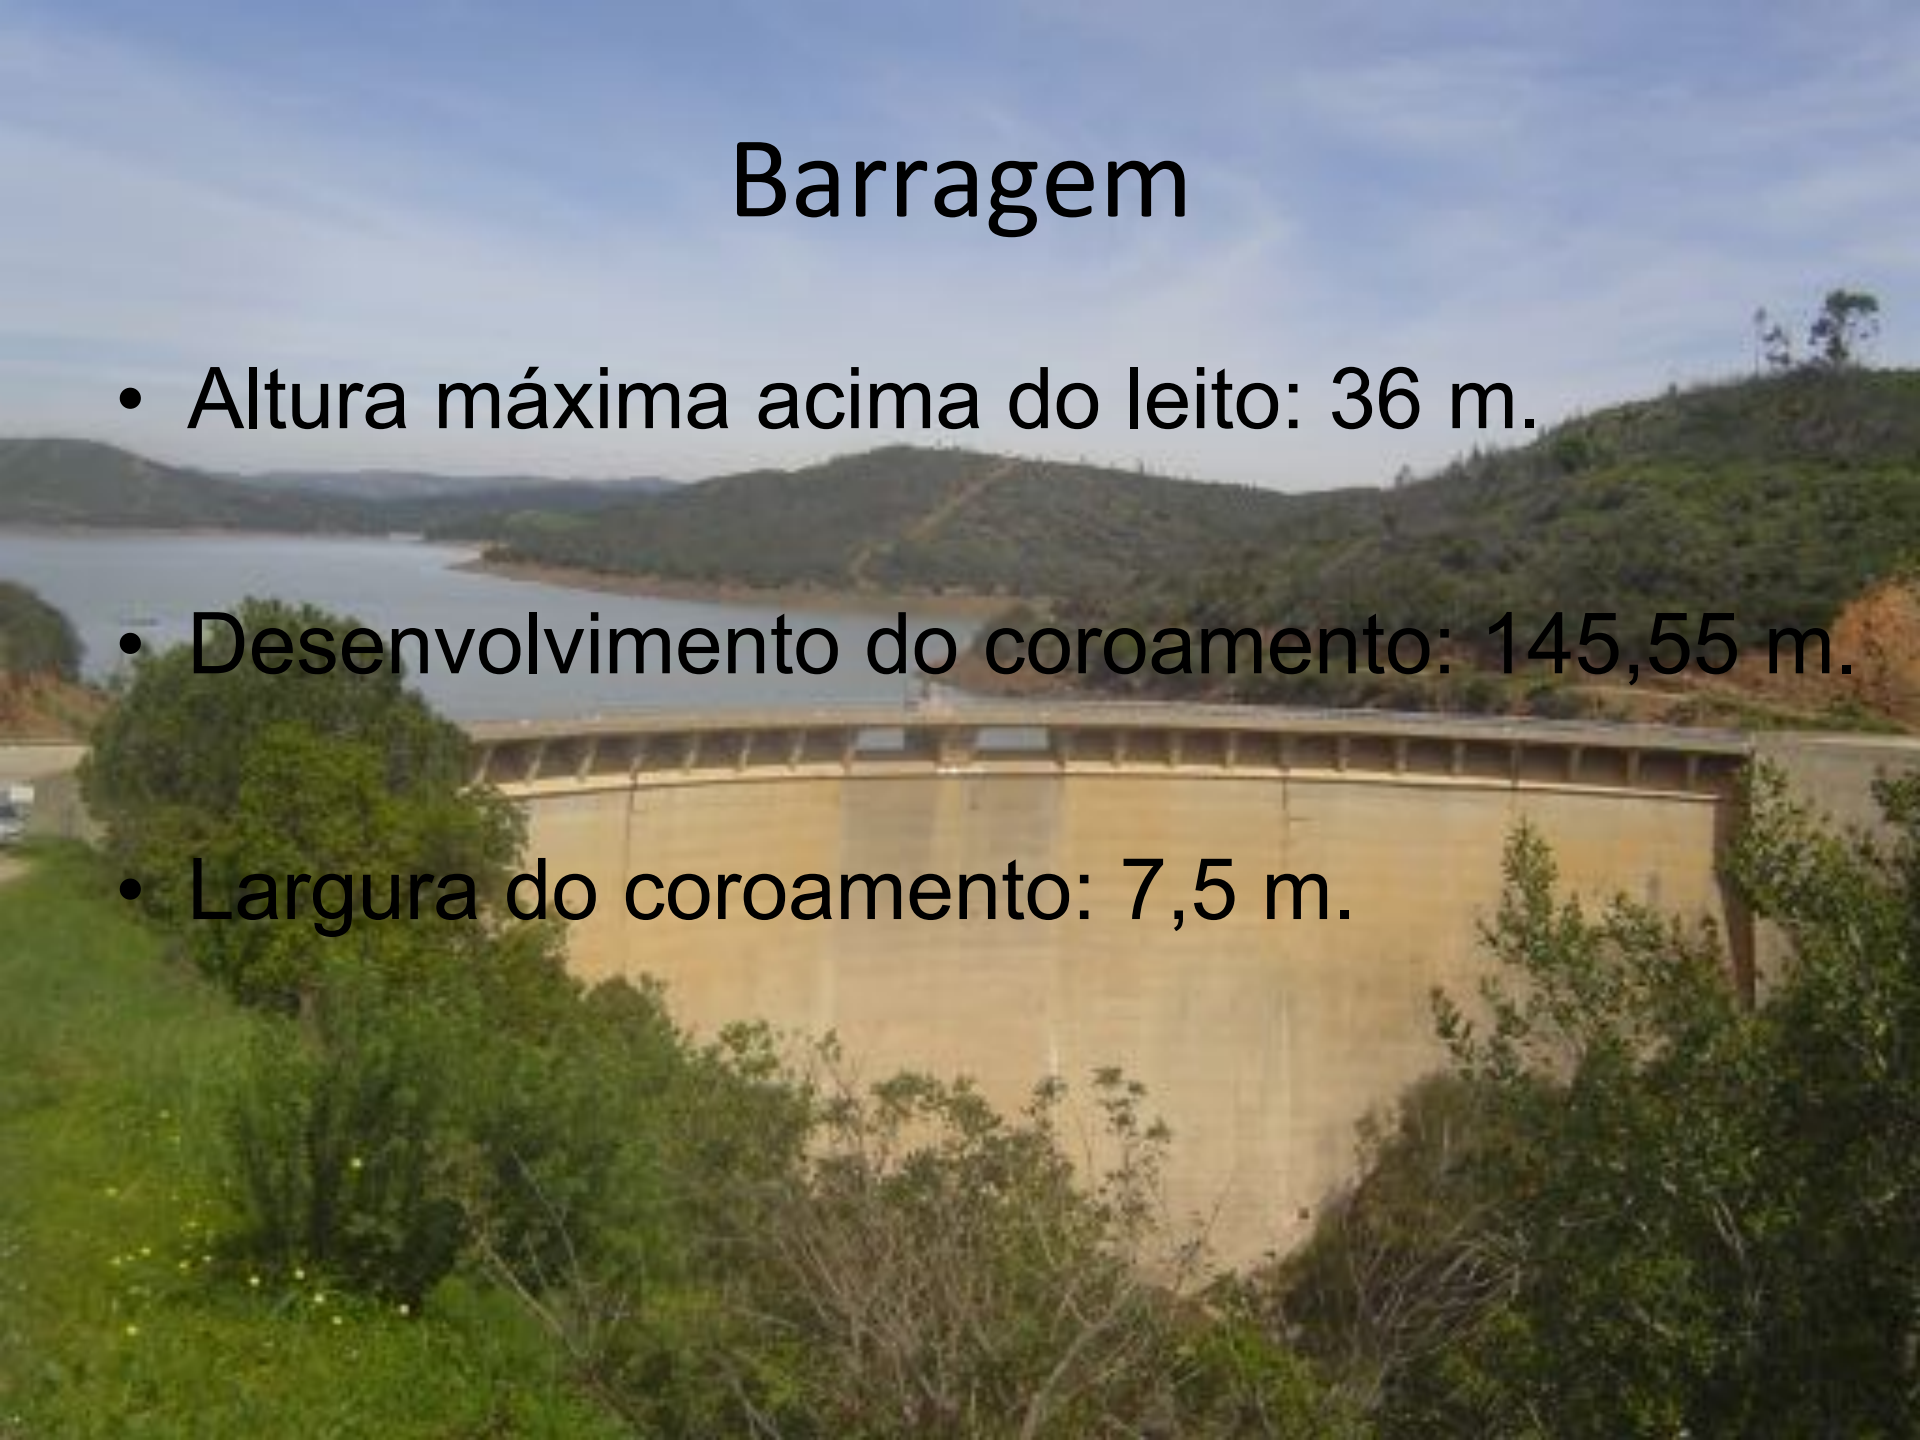 Barragem
• Altura máxima acima do leito: 36 m.
• Desenvolvimento do coroamento: 145,55 m.
• Largura do coroamento: 7,5 m.